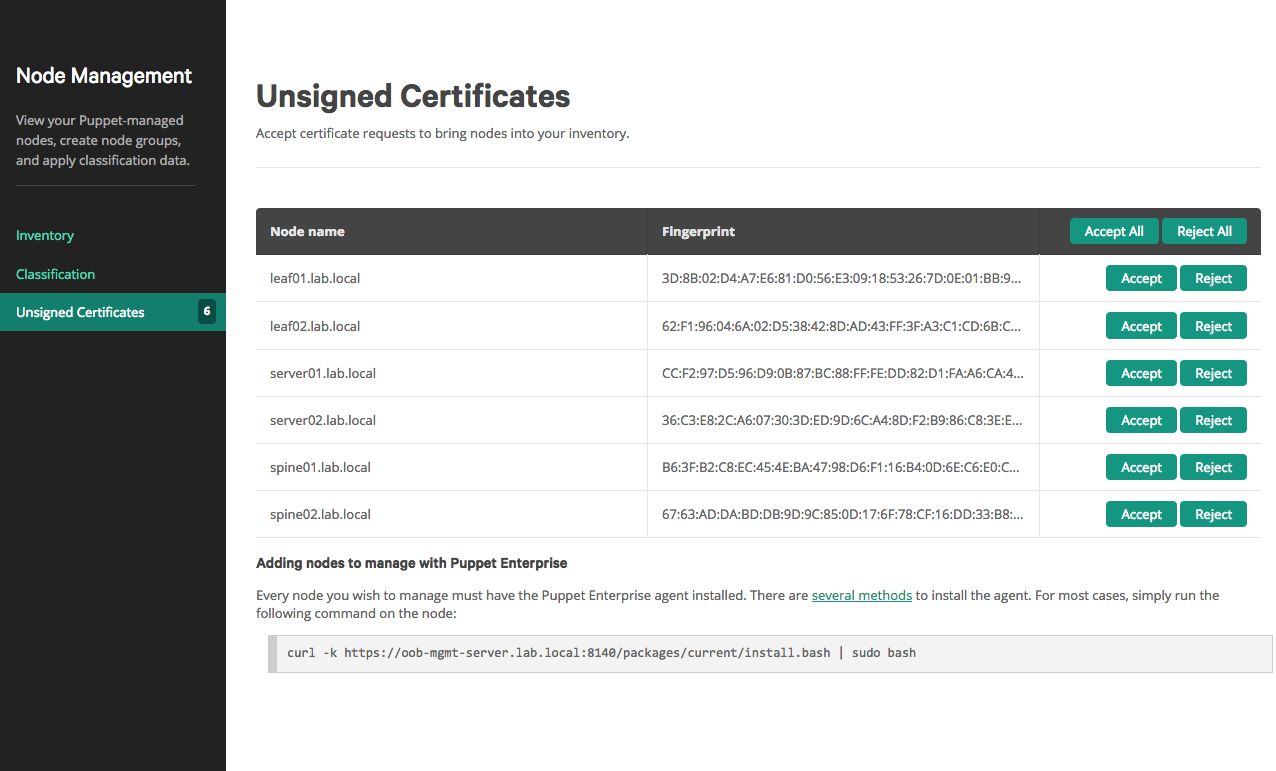 Node Management
View your Puppet-managed
nodes, create node groups,
and apply classification data.
Inventory
Classification
Unsigned Certificates 6
Unsigned Certificates
Accept certificate requests to bring nodes into your inventory.
Node name Fingerprint Accept All Reject All
leaf01.lab.local 3D:8B:02:D4:A7:E6:81:D0:56:E3:09:18:53:26:7D:0E:01:BB:9... Accept Reject
leaf02.lab.local 62:F1:96:04:6A:02:D5:38:42:8D:AD:43:FF:3F:A3:C1:CD:6B:C... Accept Reject
server01.lab.local CC:F2:97:D5:96:D9:0B:87:BC:88:FF:FE:DD:82:D1:FA:A6:CA:4... Accept Reject
server02.lab.local 36:C3:E8:2C:A6:07:30:3D:ED:9D:6C:A4:8D:F2:B9:86:C8:3E:E... Accept Reject
spine01.lab.local B6:3F:B2:C8:EC:45:4E:BA:47:98:D6:F1:16:B4:0D:6E:C6:E0:C... Accept Reject
spine02.lab.local 67:63:AD:DA:BD:DB:9D:9C:85:0D:17:6F:78:CF:16:DD:33:B8:... Accept Reject
Adding nodes to manage with Puppet Enterprise
Every node you wish to manage must have the Puppet Enterprise agent installed. There are several methods to install the agent. For most cases, simply run the
following command on the node:
curl -k https://oob-mgmt-server.lab.local:8140/packages/current/install.bash | sudo bash